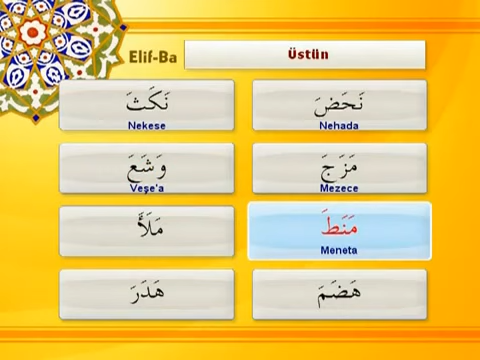 Elif-Ba
Üstün
نَحَضَ
Nehada
نَكَثَ
Nekese
مَزَجَ
Mezece
وَشَعَ
Veşe'a
مَنَطَ
Meneta
مَلَأَ
هَضَمَ
هَدَرَ